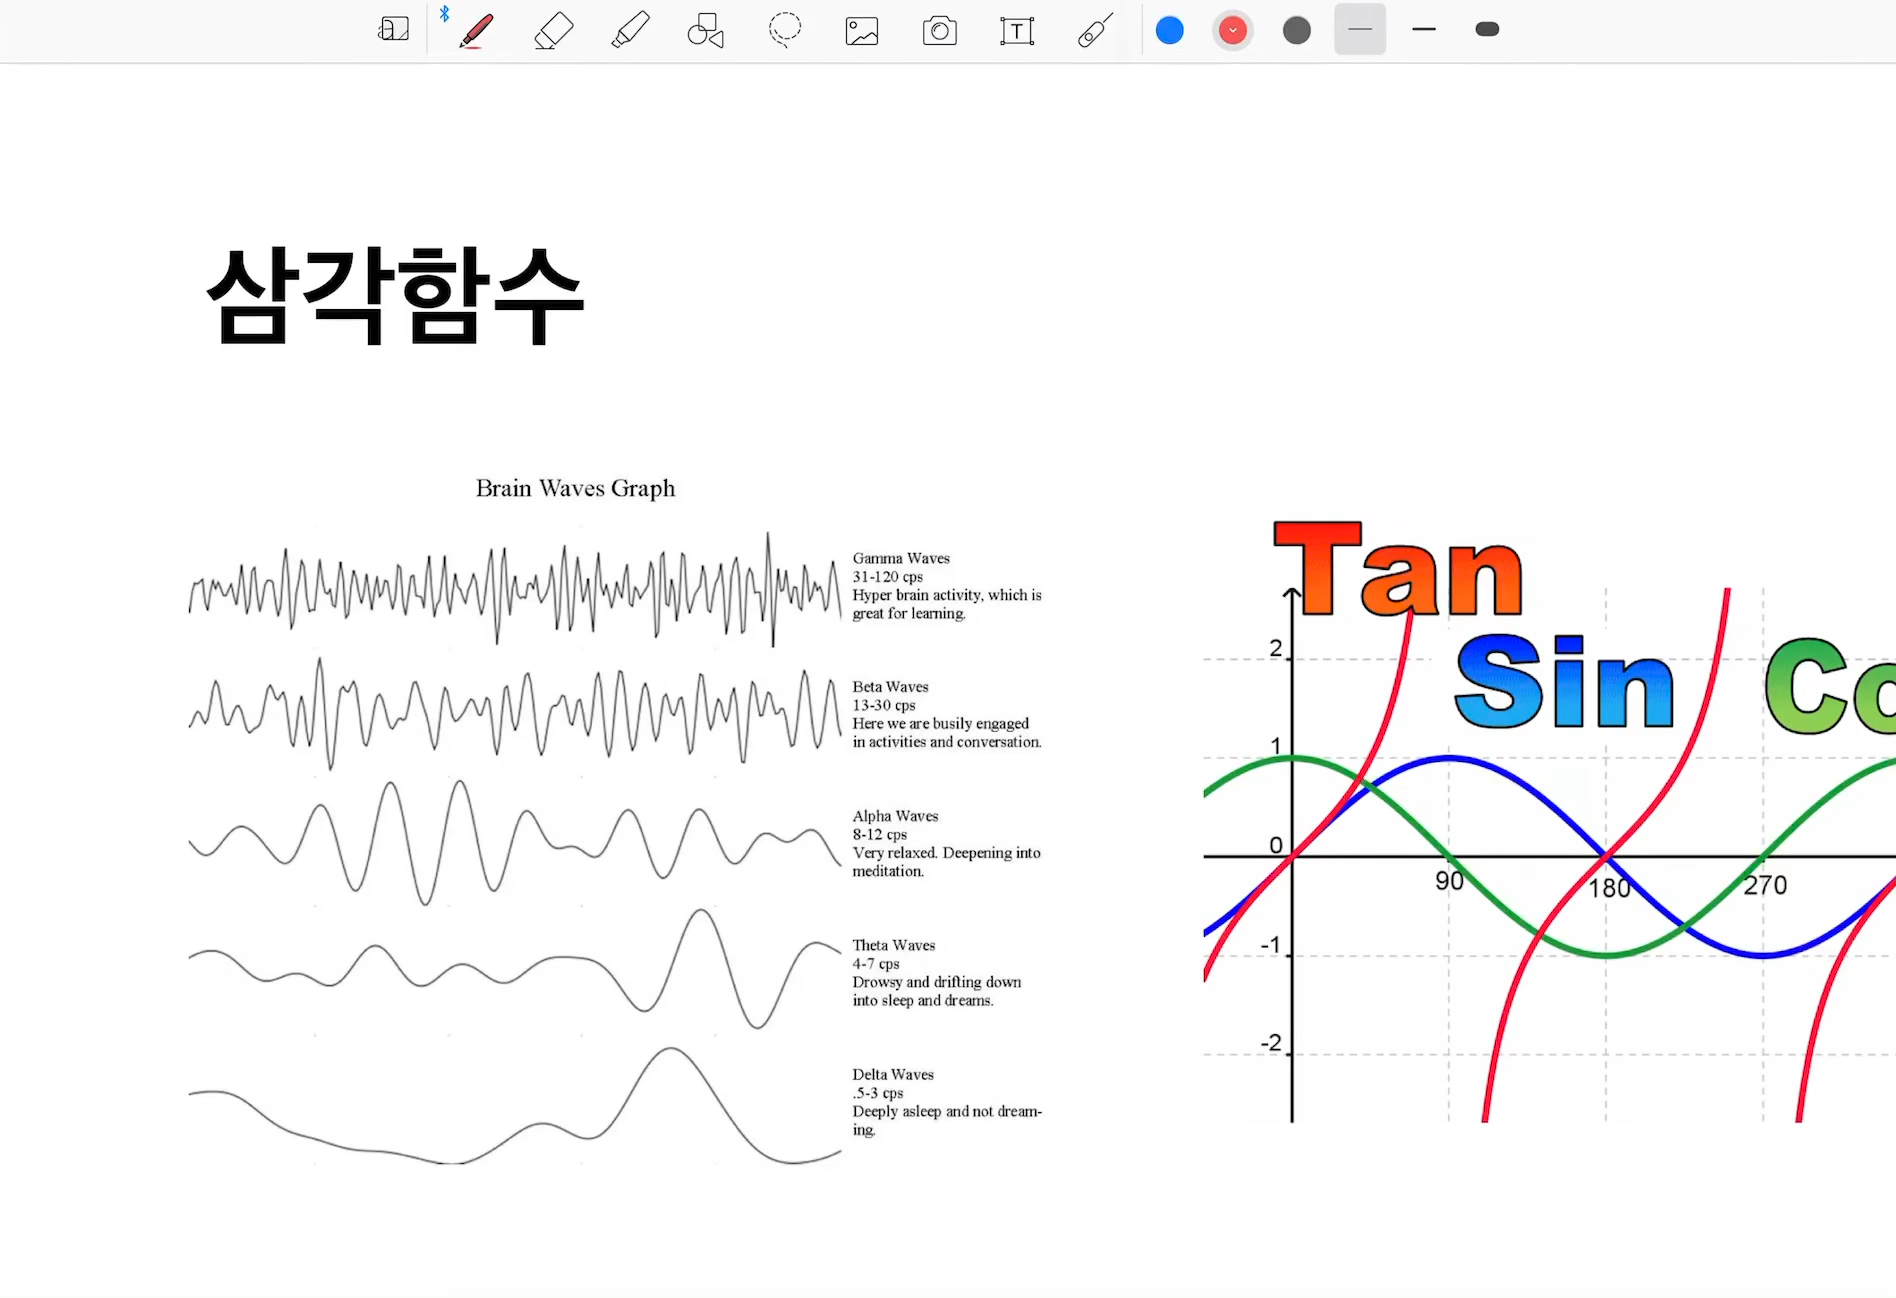 T
삼각함수
Brain Waves Graph
Gamma Waves
31-120 cps
Hyper brain activity, which is
great for learning.
Beta Waves
13-30 cps
Here we are busily engaged
in activities and conversation.
Alpha Waves
8-12 cps
Very relaxed. Deepening into
meditation.
Theta Waves
4-7 cps
Drowsy and drifting down
into sleep and dreams.
Delta Waves
.5-3 cps
Deeply asleep and not dream-
ing.
Tan
Sin Co
2
1
0
90
180
270
-1
-2